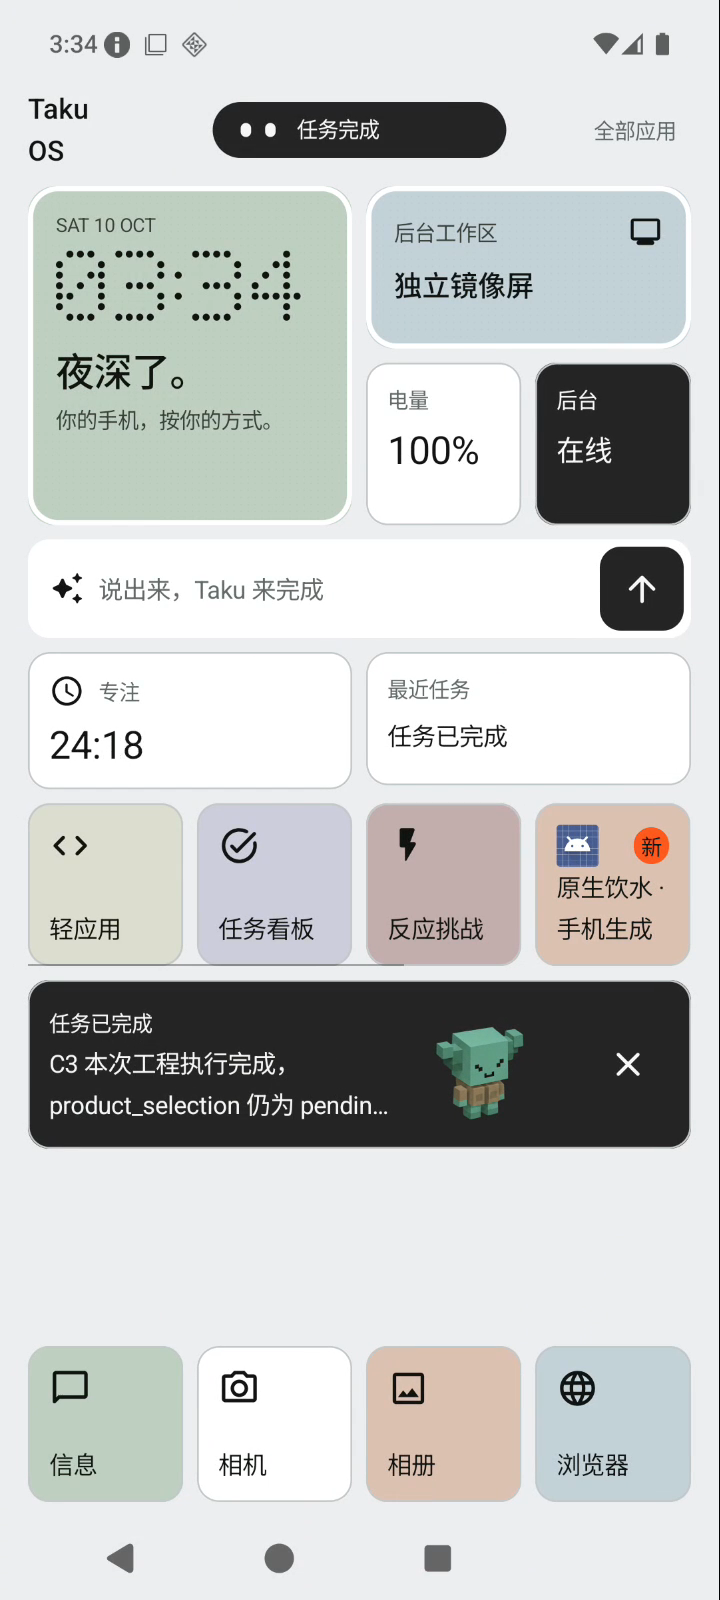 3:34
Taku
OS
任务完成
全部应用
SAT 10 OCT
03:34
夜深了。
你的手机，按你的方式。
后台工作区
独立镜像屏
电量
100%
后台
在线
说出来，Taku 来完成
专注
24:18
最近任务
任务已完成
轻应用
任务看板
反应挑战
新
原生饮水 ·
手机生成
任务已完成
C3 本次工程执行完成，
product_selection 仍为 pendin...
信息
相机
相册
浏览器